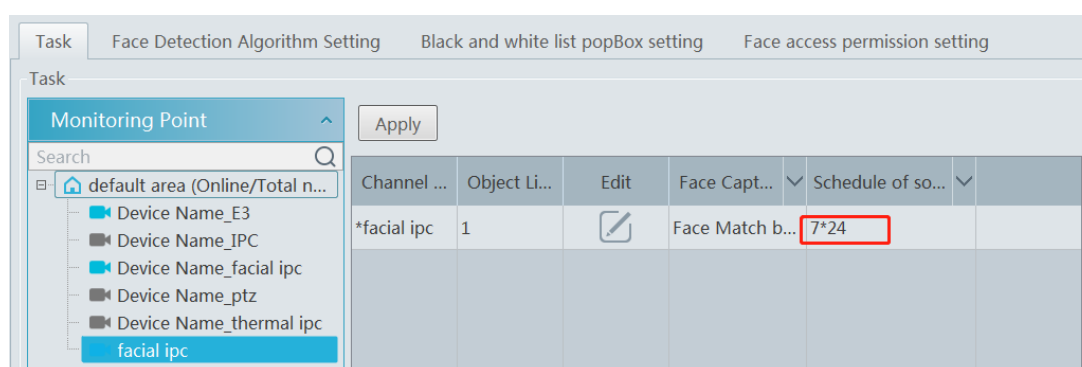 Task Face Detection Algorithm Setting Black and white list popBox setting Face access permission setting
Task
Monitoring Point
Apply
Search
Channel ... Object Li... Edit Face Capt... Schedule of so...
default area (Online/Total n...
Device Name_E3
*facial ipc 1 Face Match b... 7*24
Device Name_IPC
Device Name_facial ipc
Device Name_ptz
Device Name_thermal ipc
facial ipc